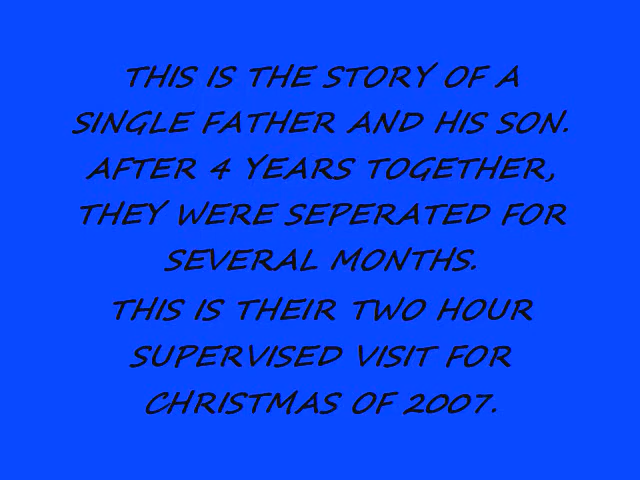 THIS IS THE STORY OF A
SINGLE FATHER AND HIS SON.
AFTER 4 YEARS TOGETHER,
THEY WERE SEPERATED FOR
SEVERAL MONTHS.
THIS IS THEIR TWO HOUR
SUPERVISED VISIT FOR
CHRISTMAS OF 2007.